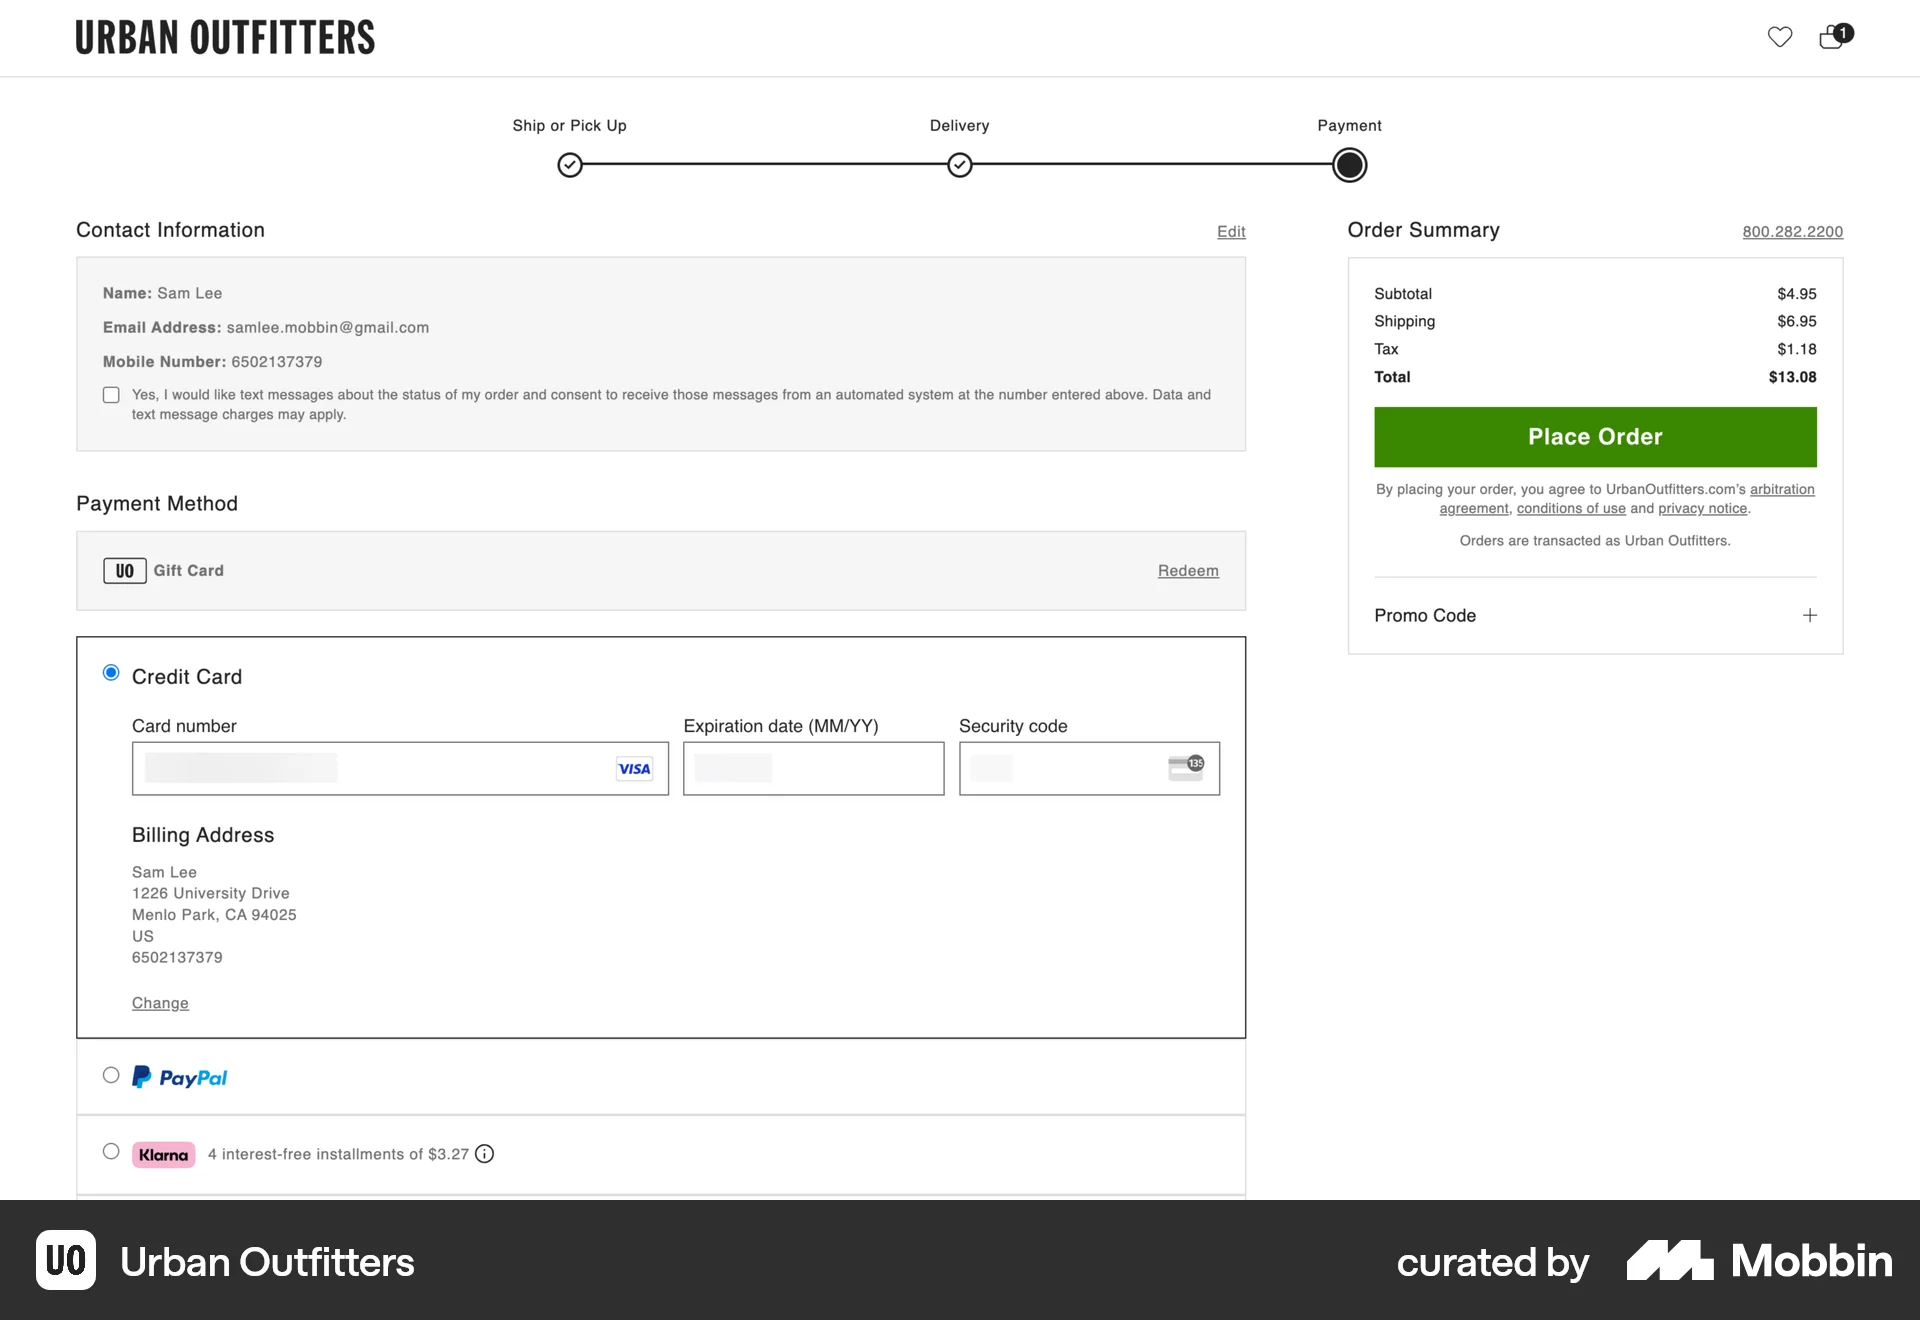 URBAN OUTFITTERS
1
Ship or Pick Up
Delivery
Payment
Contact Information
Edit
Name: Sam Lee
Email Address: samlee.mobbin@gmail.com
Mobile Number: 6502137379
Yes, I would like text messages about the status of my order and consent to receive those messages from an automated system at the number entered above. Data and
text message charges may apply.
Payment Method
UO Gift Card
Redeem
Credit Card
Card number
Expiration date (MM/YY)
Security code
VISA
135
Billing Address
Sam Lee
1226 University Drive
Menlo Park, CA 94025
US
6502137379
Change
PayPal
Klarna 4 interest-free installments of $3.27
Order Summary
800.282.2200
Subtotal $4.95
Shipping $6.95
Tax $1.18
Total $13.08
Place Order
By placing your order, you agree to UrbanOutfitters.com's arbitration
agreement, conditions of use and privacy notice.
Orders are transacted as Urban Outfitters.
Promo Code
UO Urban Outfitters
curated by Mobbin